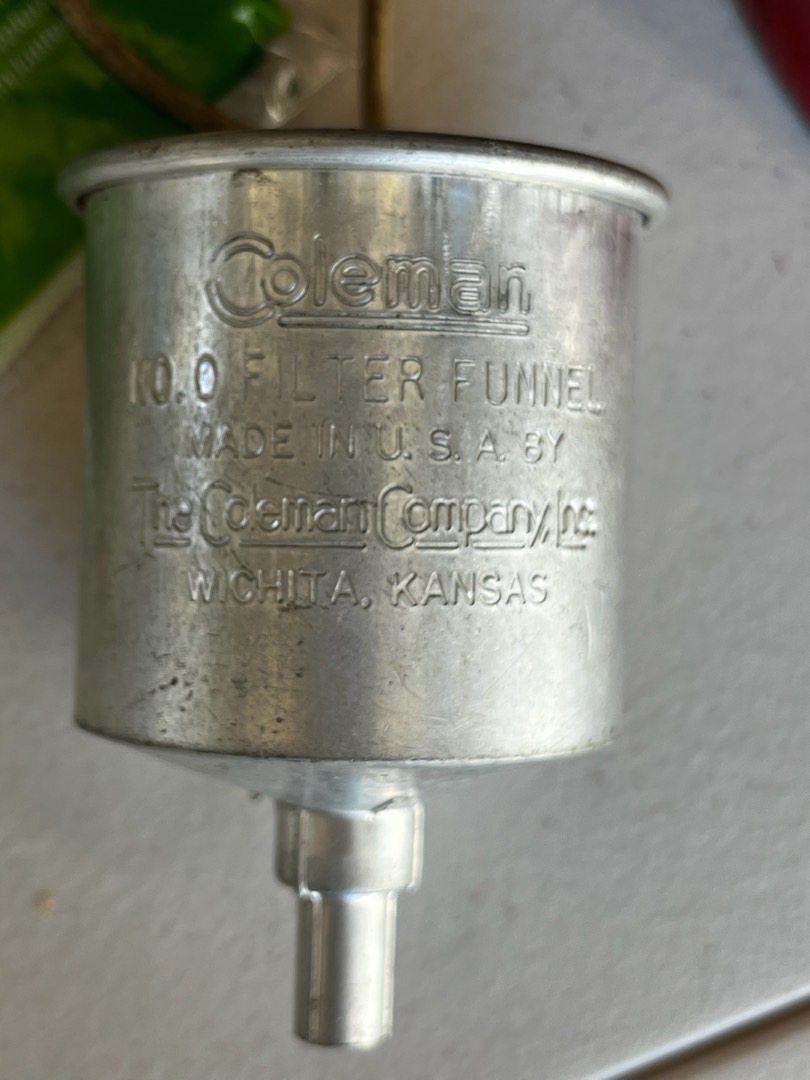 Coleman
NO. 0 FILTER FUNNEL
MADE IN U. S. A. BY
The Coleman Company, Inc.
WICHITA, KANSAS